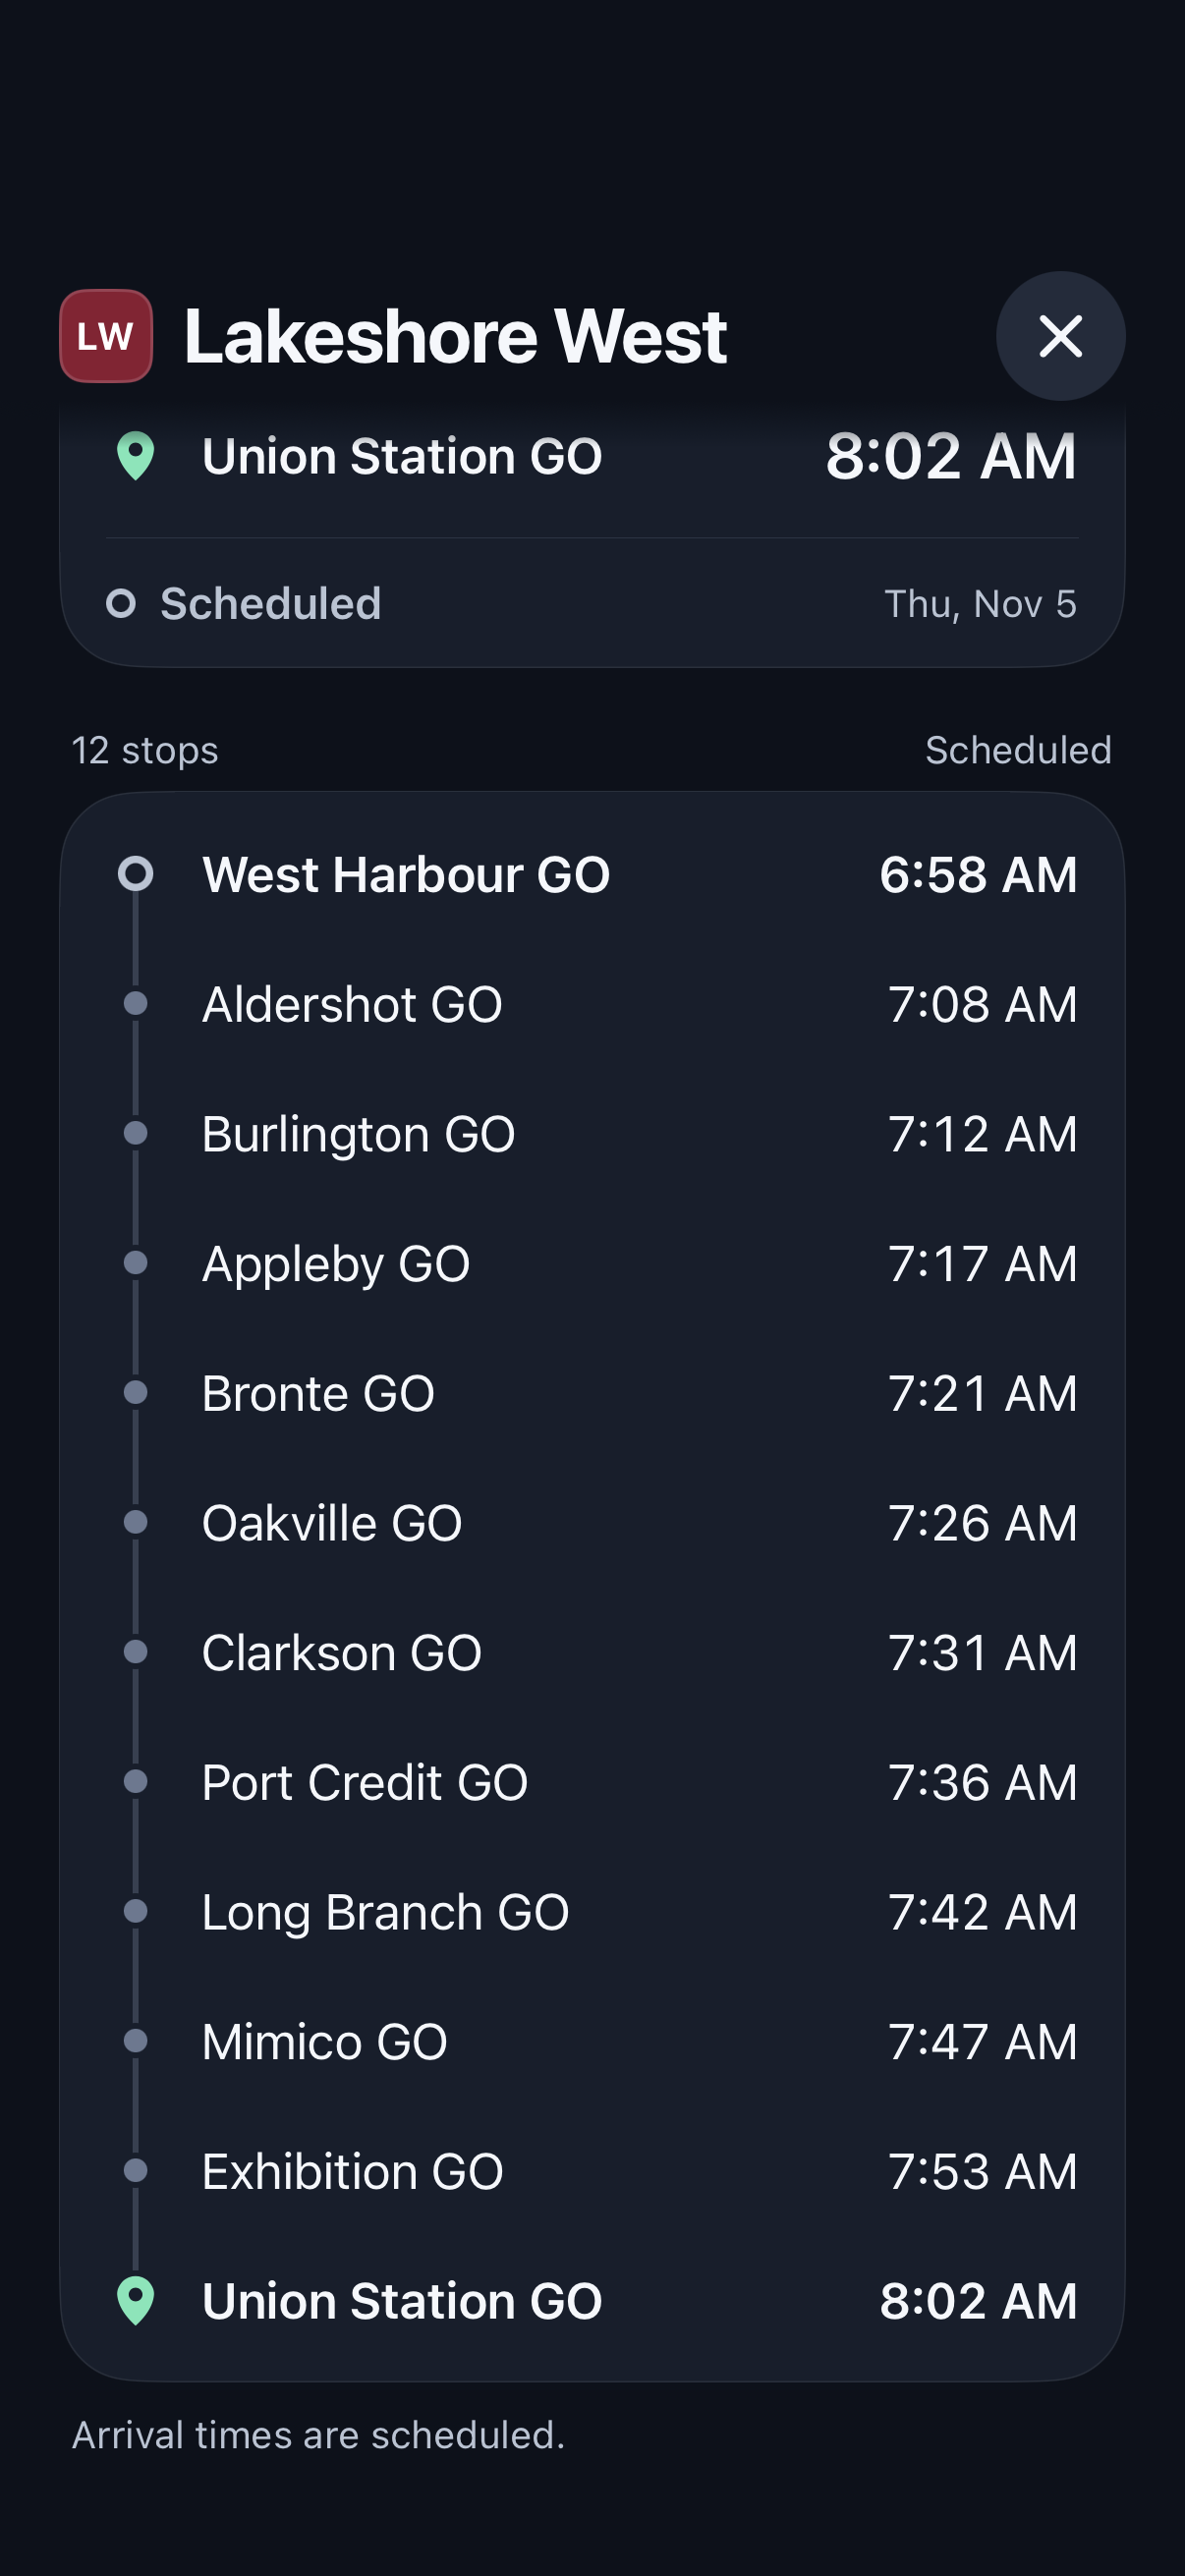 LW Lakeshore West
Union Station GO 8:02 AM
Scheduled Thu, Nov 5
12 stops Scheduled
West Harbour GO 6:58 AM
Aldershot GO 7:08 AM
Burlington GO 7:12 AM
Appleby GO 7:17 AM
Bronte GO 7:21 AM
Oakville GO 7:26 AM
Clarkson GO 7:31 AM
Port Credit GO 7:36 AM
Long Branch GO 7:42 AM
Mimico GO 7:47 AM
Exhibition GO 7:53 AM
Union Station GO 8:02 AM
Arrival times are scheduled.